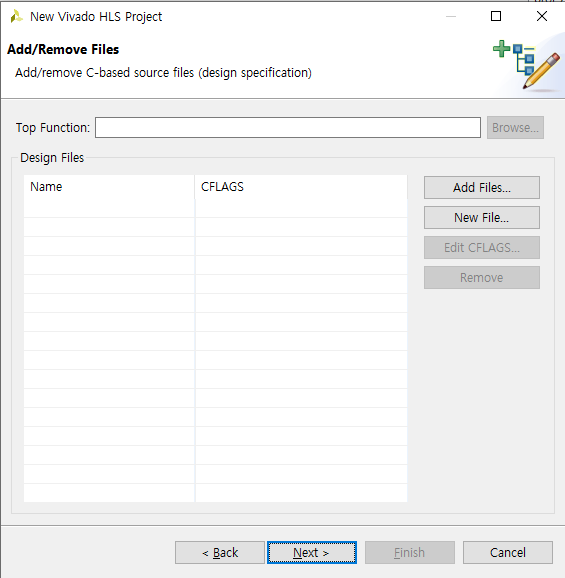 New Vivado HLS Project
Add/Remove Files
Add/remove C-based source files (design specification)
Top Function:
Browse...
Design Files
Name CFLAGS
Add Files...
New File...
Edit CFLAGS...
Remove
< Back Next > Finish Cancel